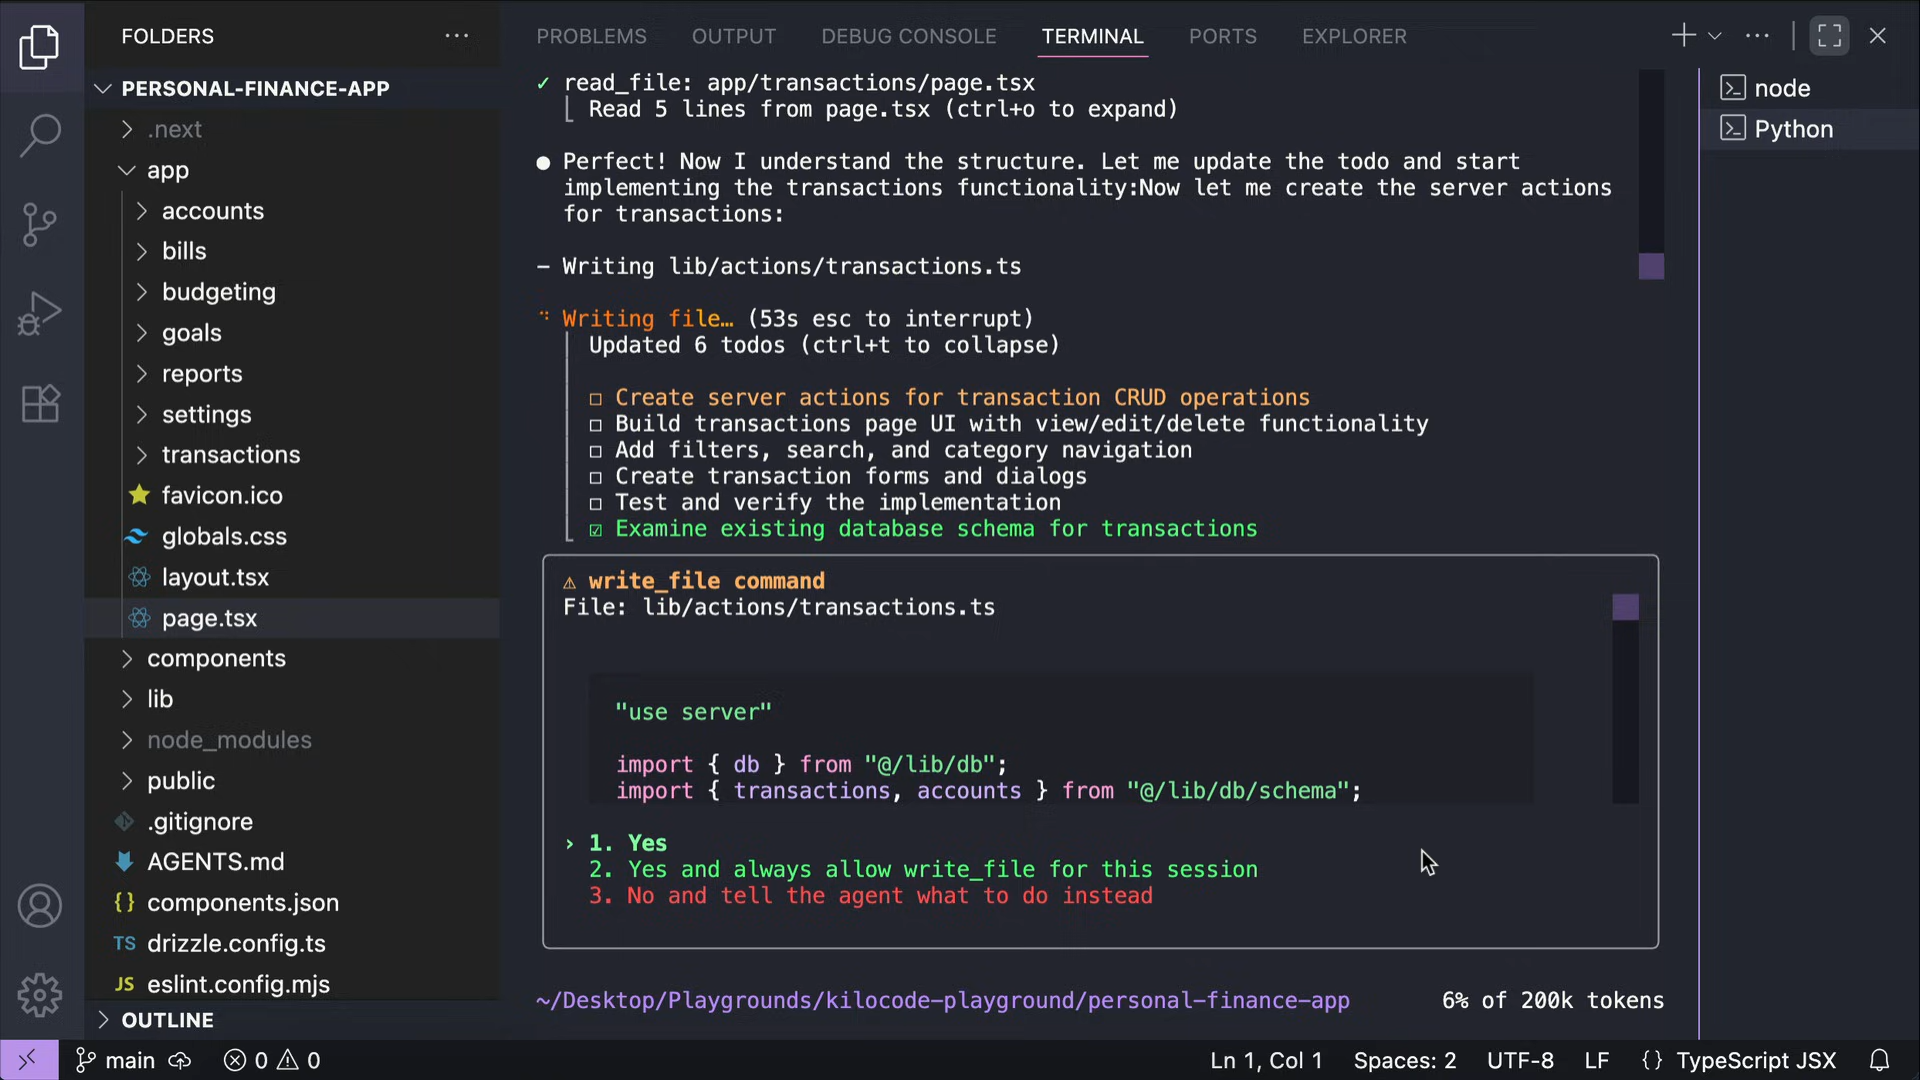 FOLDERS
PERSONAL-FINANCE-APP
.next
app
accounts
bills
budgeting
goals
reports
settings
transactions
favicon.ico
globals.css
layout.tsx
page.tsx
components
lib
node_modules
public
.gitignore
AGENTS.md
{} components.json
TS drizzle.config.ts
JS eslint.config.mjs
OUTLINE
PROBLEMS OUTPUT DEBUG CONSOLE TERMINAL PORTS EXPLORER
✓ read_file: app/transactions/page.tsx
Read 5 lines from page.tsx (ctrl+o to expand)
● Perfect! Now I understand the structure. Let me update the todo and start
implementing the transactions functionality:Now let me create the server actions
for transactions:
– Writing lib/actions/transactions.ts
Writing file… (53s esc to interrupt)
Updated 6 todos (ctrl+t to collapse)
☐ Create server actions for transaction CRUD operations
☐ Build transactions page UI with view/edit/delete functionality
☐ Add filters, search, and category navigation
☐ Create transaction forms and dialogs
☐ Test and verify the implementation
☑ Examine existing database schema for transactions
⚠ write_file command
File: lib/actions/transactions.ts
"use server"
import { db } from "@/lib/db";
import { transactions, accounts } from "@/lib/db/schema";
› 1. Yes
2. Yes and always allow write_file for this session
3. No and tell the agent what to do instead
~/Desktop/Playgrounds/kilocode-playground/personal-finance-app 6% of 200k tokens
node
Python
main 0 0 Ln 1, Col 1 Spaces: 2 UTF-8 LF {} TypeScript JSX